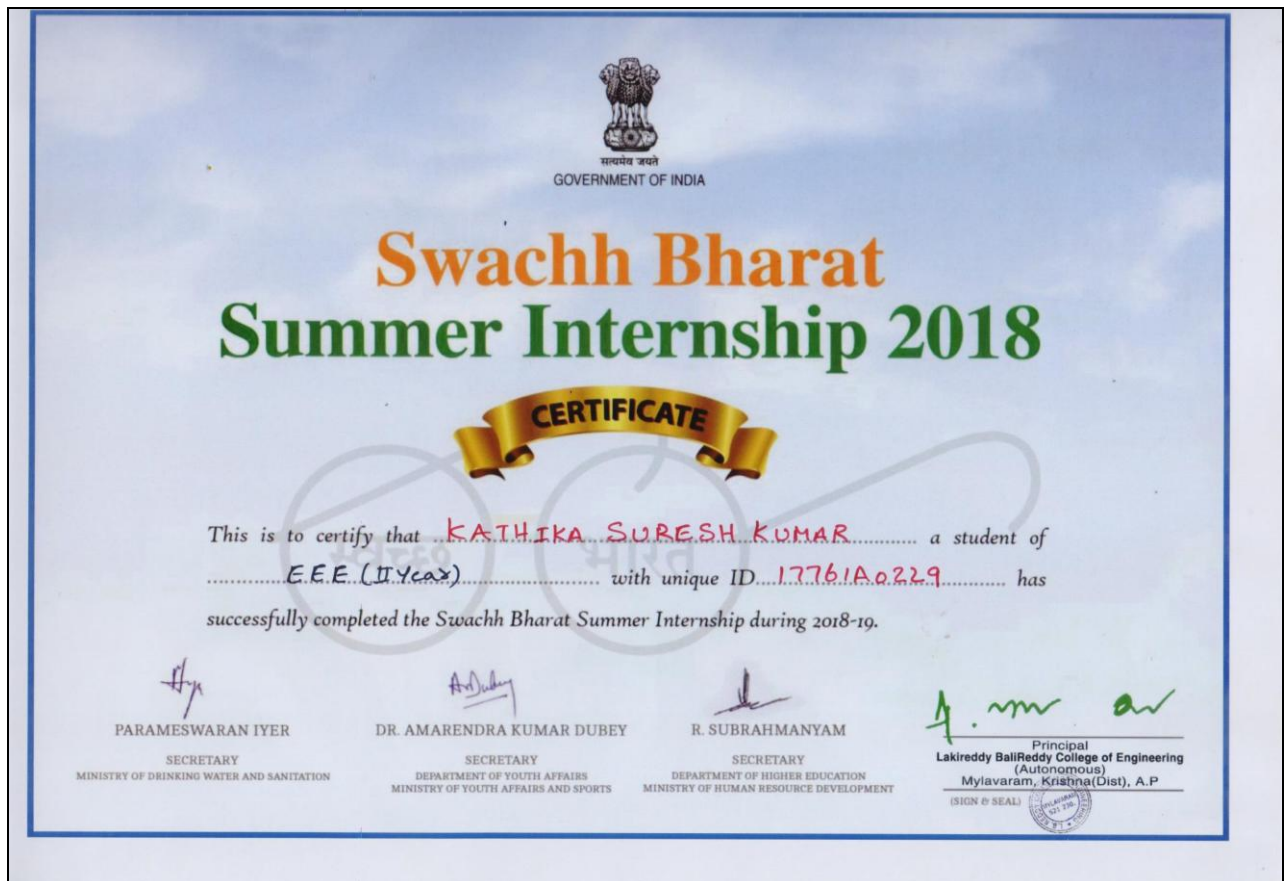 सत्यमेव जयते
GOVERNMENT OF INDIA
Swachh Bharat
Summer Internship 2018
CERTIFICATE
स्वच्छ भारत
This is to certify that ..KATHIKA SURESH KUMAR............ a student of
..............E.E.E (II Year)........................ with unique ID....17761A0229............ has
successfully completed the Swachh Bharat Summer Internship during 2018-19.
PARAMESWARAN IYER
SECRETARY
MINISTRY OF DRINKING WATER AND SANITATION
DR. AMARENDRA KUMAR DUBEY
SECRETARY
DEPARTMENT OF YOUTH AFFAIRS
MINISTRY OF YOUTH AFFAIRS AND SPORTS
R. SUBRAHMANYAM
SECRETARY
DEPARTMENT OF HIGHER EDUCATION
MINISTRY OF HUMAN RESOURCE DEVELOPMENT
Principal
Lakireddy BaliReddy College of Engineering
(Autonomous)
Mylavaram, Krishna(Dist), A.P
(SIGN & SEAL)